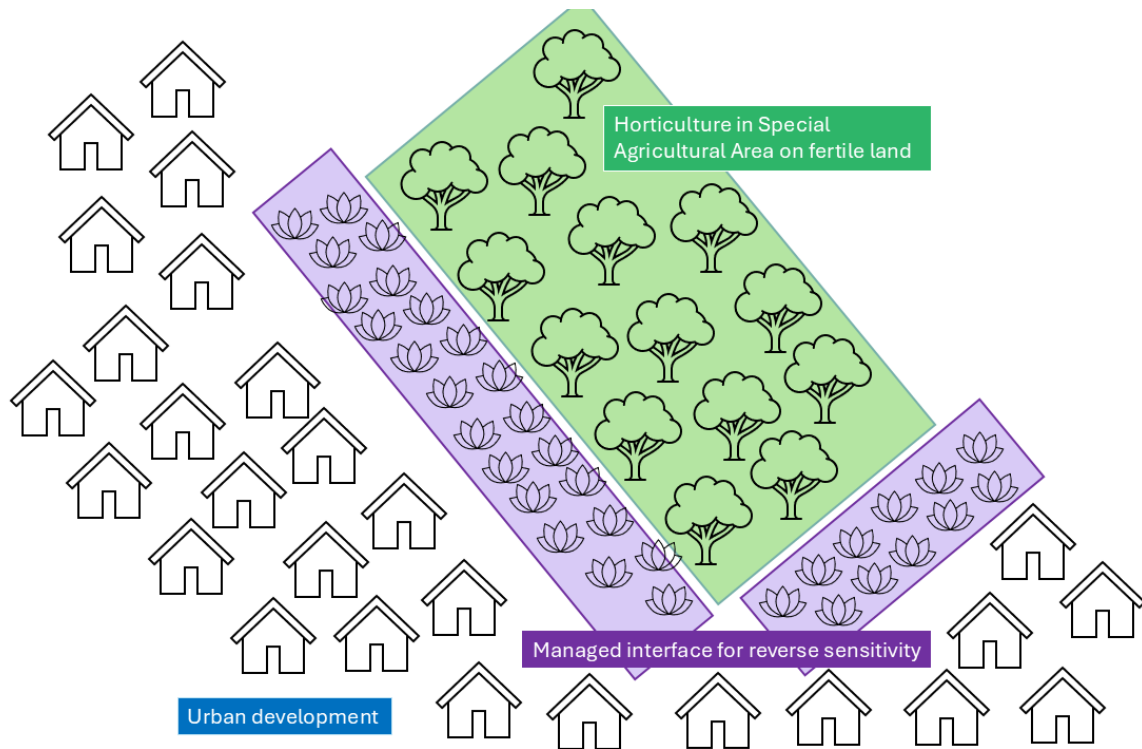 Horticulture in Special
Agricultural Area on fertile land
Managed interface for reverse sensitivity
Urban development